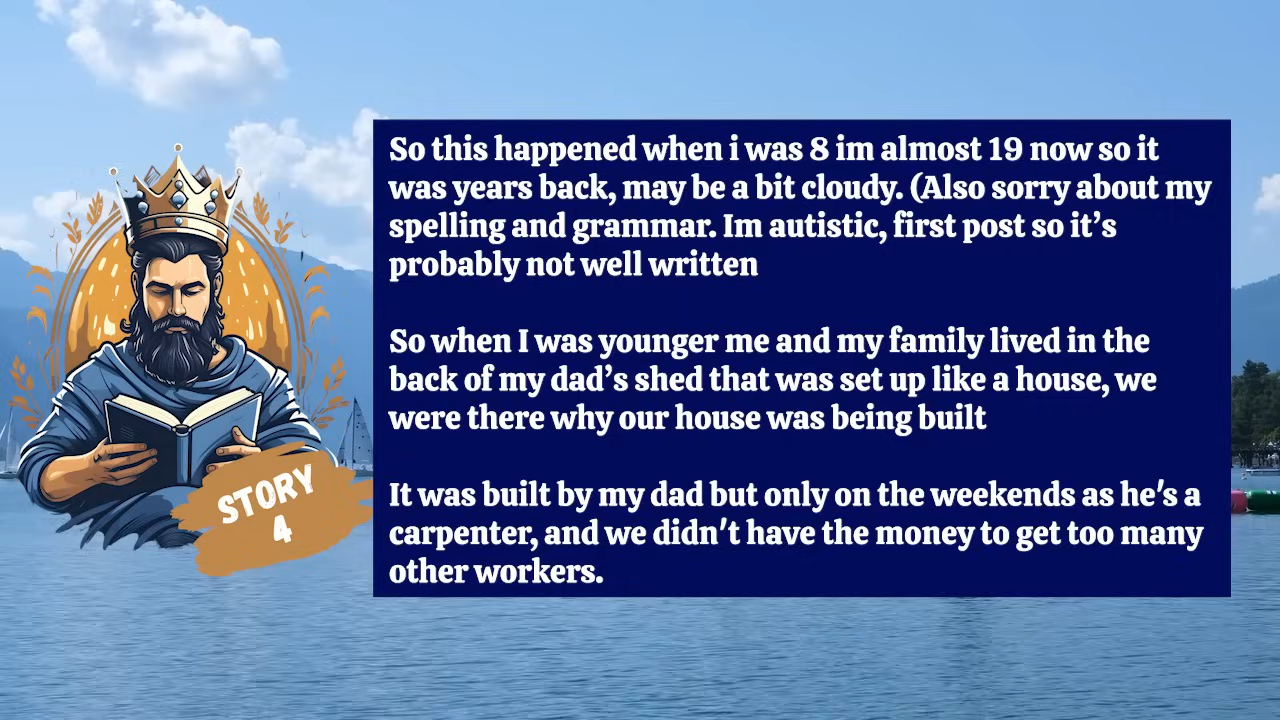 So this happened when i was 8 im almost 19 now so it
was years back, may be a bit cloudy. (Also sorry about my
spelling and grammar. Im autistic, first post so it’s
probably not well written
So when I was younger me and my family lived in the
back of my dad’s shed that was set up like a house, we
were there why our house was being built
It was built by my dad but only on the weekends as he's a
carpenter, and we didn't have the money to get too many
other workers.
STORY
4